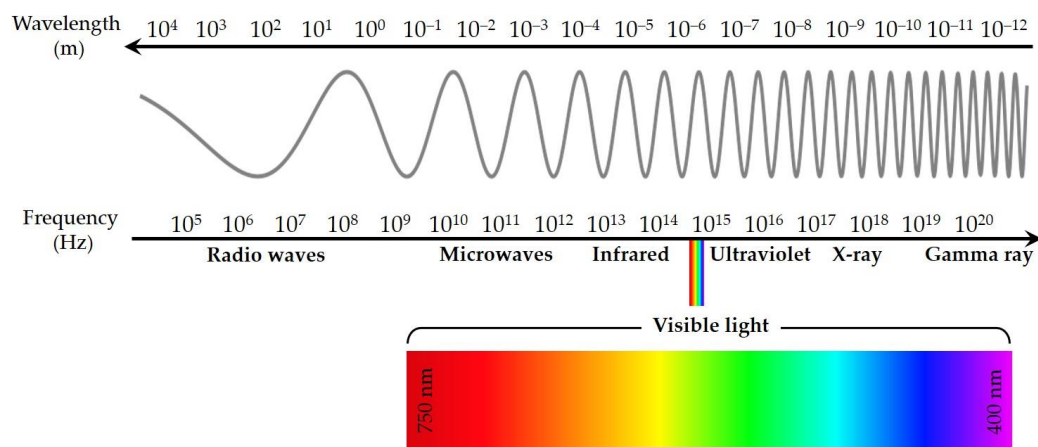 Wavelength (m)
10⁴ 10³ 10² 10¹ 10⁰ 10⁻¹ 10⁻² 10⁻³ 10⁻⁴ 10⁻⁵ 10⁻⁶ 10⁻⁷ 10⁻⁸ 10⁻⁹ 10⁻¹⁰ 10⁻¹¹ 10⁻¹²
Frequency (Hz)
10⁵ 10⁶ 10⁷ 10⁸ 10⁹ 10¹⁰ 10¹¹ 10¹² 10¹³ 10¹⁴ 10¹⁵ 10¹⁶ 10¹⁷ 10¹⁸ 10¹⁹ 10²⁰
Radio waves Microwaves Infrared Ultraviolet X-ray Gamma ray
Visible light
750 nm 400 nm